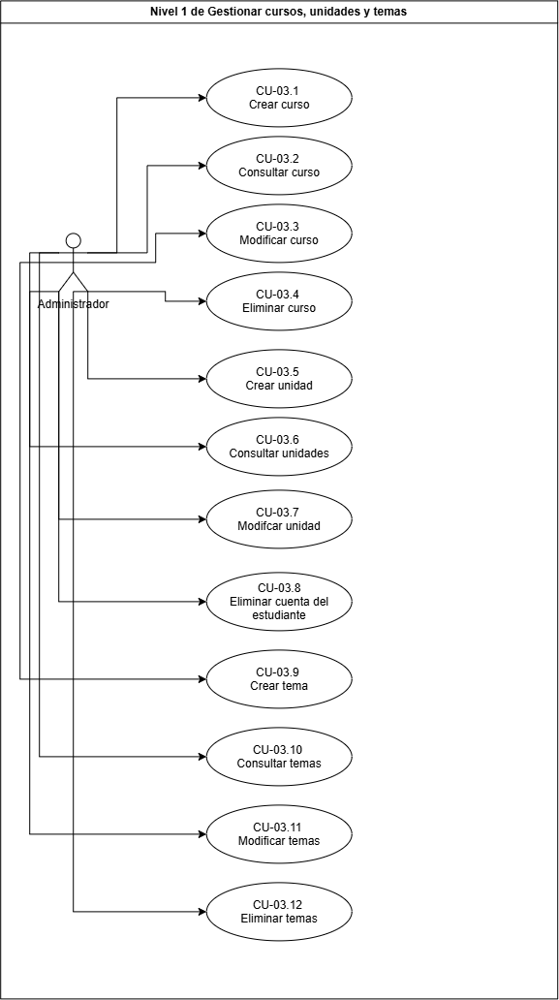 Nivel 1 de Gestionar cursos, unidades y temas
CU-03.1
Crear curso
CU-03.2
Consultar curso
CU-03.3
Modificar curso
Administrador
CU-03.4
Eliminar curso
CU-03.5
Crear unidad
CU-03.6
Consultar unidades
CU-03.7
Modifcar unidad
CU-03.8
Eliminar cuenta del
estudiante
CU-03.9
Crear tema
CU-03.10
Consultar temas
CU-03.11
Modificar temas
CU-03.12
Eliminar temas